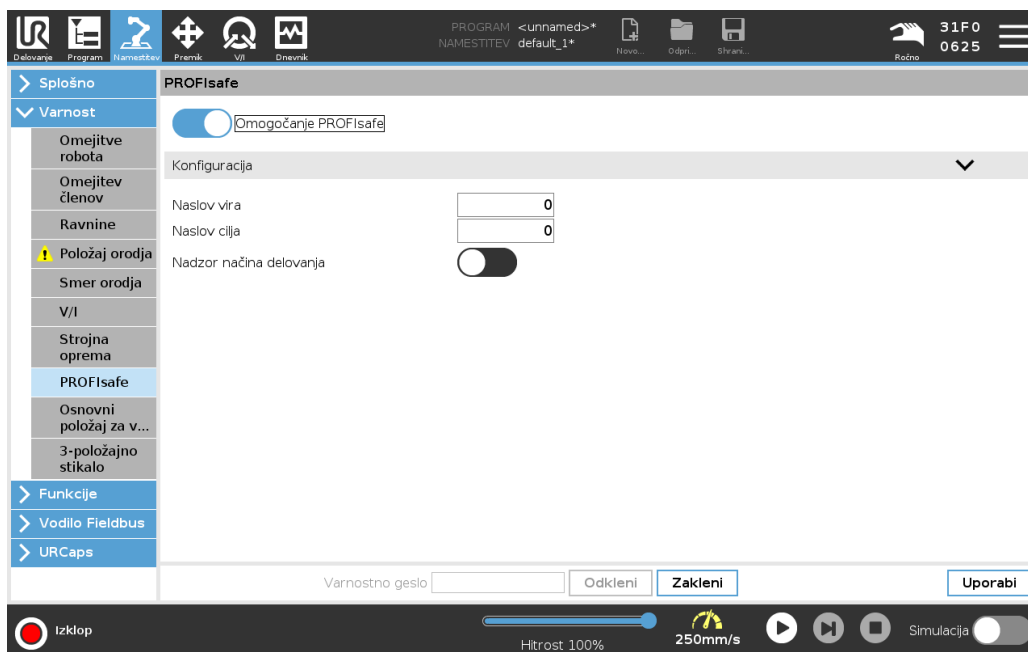 UR
PROGRAM <unnamed>*
NAMESTITEV default_1*
Delovanje Program Namestitev Premik V/I Dnevnik Novo... Odpri... Shrani... Ročno
31F0
0625
Splošno
Varnost
Omejitve
robota
Omejitev
členov
Ravnine
Položaj orodja
Smer orodja
V/I
Strojna
oprema
PROFIsafe
Osnovni
položaj za v...
3-položajno
stikalo
Funkcije
Vodilo Fieldbus
URCaps
PROFIsafe
Omogočanje PROFIsafe
Konfiguracija
Naslov vira 0
Naslov cilja 0
Nadzor načina delovanja
Varnostno geslo Odkleni Zakleni Uporabi
Izklop
Hitrost 100%
250mm/s
Simulacija